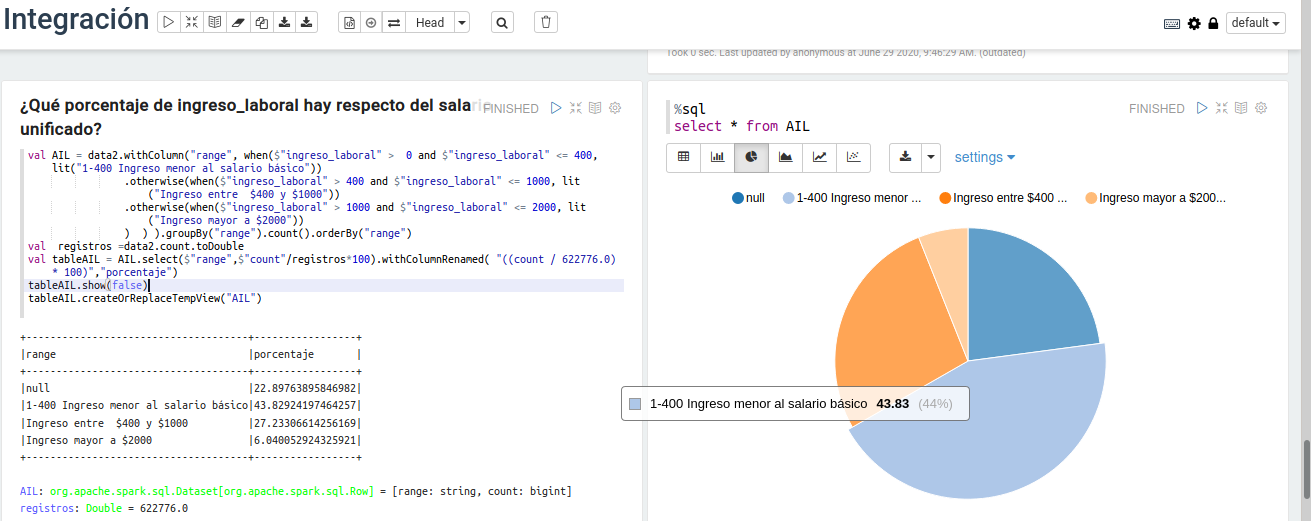 Integración
Head
default
Took 0 sec. Last updated by anonymous at June 29 2020, 9:46:29 AM. (outdated)
¿Qué porcentaje de ingreso_laboral hay respecto del salario
unificado?
FINISHED
val AIL = data2.withColumn("range", when($"ingreso_laboral" >  0 and $"ingreso_laboral" <= 400,
lit("1-400 Ingreso menor al salario básico"))
.otherwise(when($"ingreso_laboral" > 400 and $"ingreso_laboral" <= 1000, lit
("Ingreso entre  $400 y $1000"))
.otherwise(when($"ingreso_laboral" > 1000 and $"ingreso_laboral" <= 2000, lit
("Ingreso mayor a $2000"))
)  ) ).groupBy("range").count().orderBy("range")
val  registros =data2.count.toDouble
val tableAIL = AIL.select($"range",$"count"/registros*100).withColumnRenamed( "((count / 622776.0)
* 100)","porcentaje")
tableAIL.show(false)
tableAIL.createOrReplaceTempView("AIL")
+-------------------------------------+-----------------+
|range                                |porcentaje       |
+-------------------------------------+-----------------+
|null                                 |22.89763895846982|
|1-400 Ingreso menor al salario básico|43.82924197464257|
|Ingreso entre  $400 y $1000          |27.23306614256169|
|Ingreso mayor a $2000                |6.040052924325921|
+-------------------------------------+-----------------+
AIL: org.apache.spark.sql.Dataset[org.apache.spark.sql.Row] = [range: string, count: bigint]
registros: Double = 622776.0
%sql
select * from AIL
FINISHED
settings
null
1-400 Ingreso menor ...
Ingreso entre $400 ...
Ingreso mayor a $200...
1-400 Ingreso menor al salario básico 43.83 (44%)